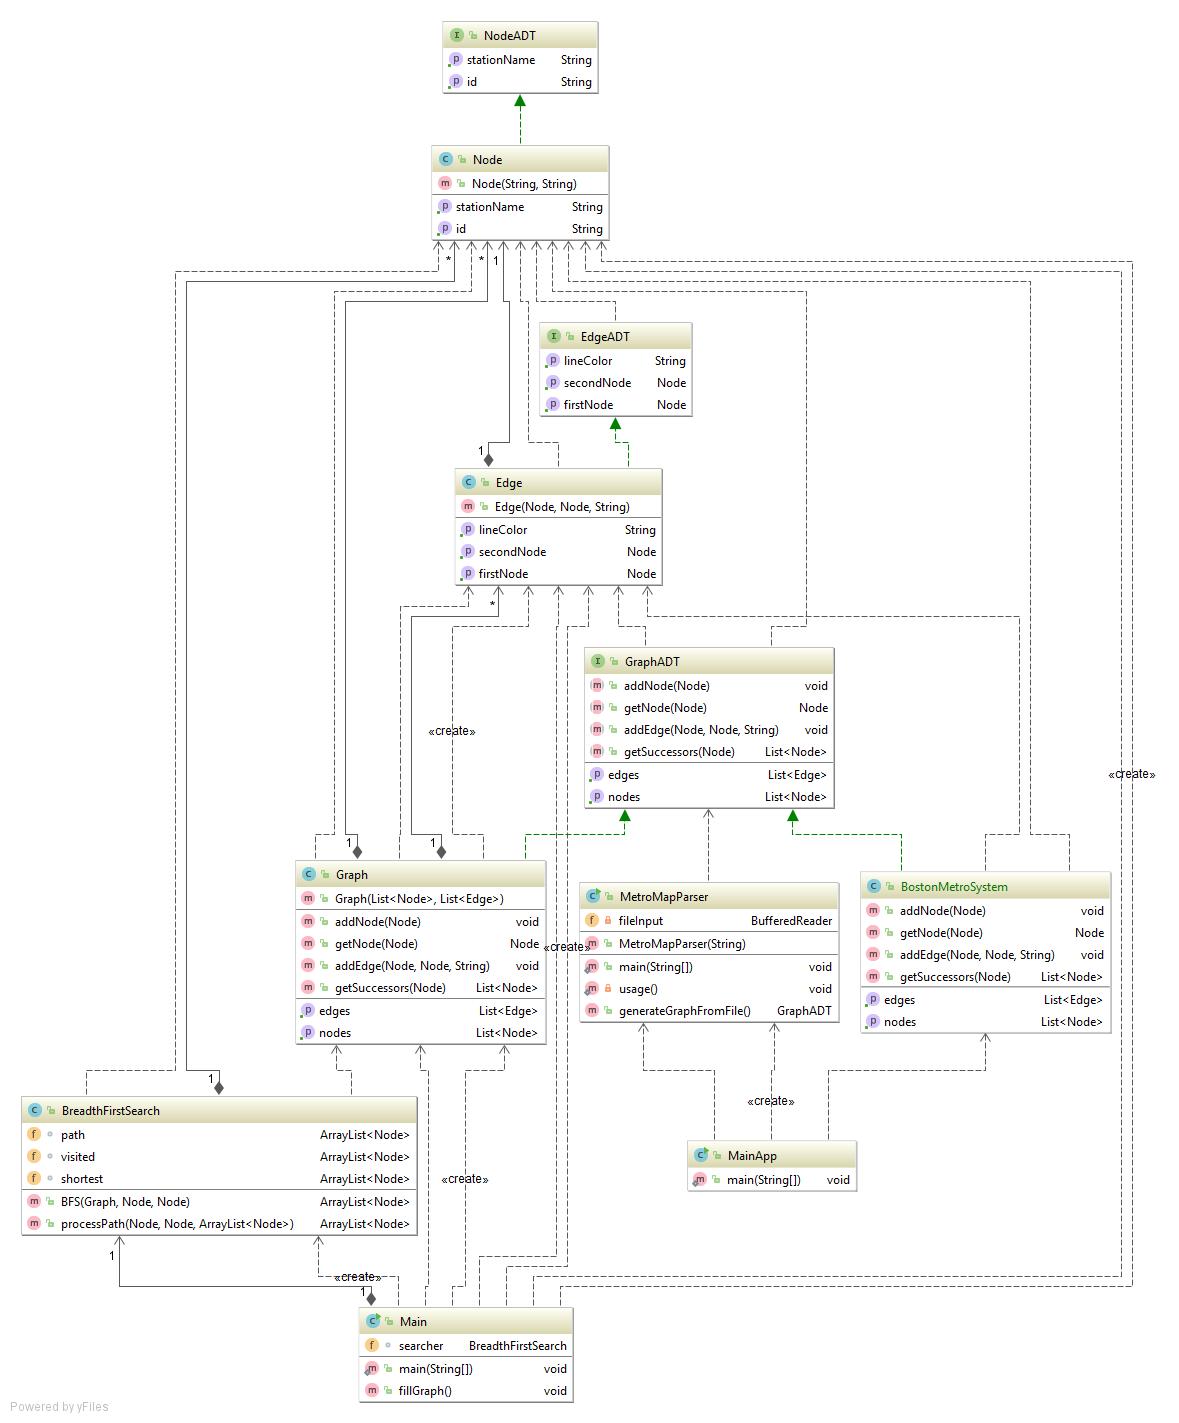 NodeADT
stationName String
id String
Node
Node(String, String)
stationName String
id String
* * 1
EdgeADT
lineColor String
secondNode Node
firstNode Node
1
Edge
Edge(Node, Node, String)
lineColor String
secondNode Node
firstNode Node
*
GraphADT
addNode(Node) void
getNode(Node) Node
addEdge(Node, Node, String) void
getSuccessors(Node) List<Node>
edges List<Edge>
nodes List<Node>
«create»
«create»
1 1
Graph
Graph(List<Node>, List<Edge>)
addNode(Node) void
getNode(Node) Node
addEdge(Node, Node, String) void
getSuccessors(Node) List<Node>
edges List<Edge>
nodes List<Node>
«create»
MetroMapParser
fileInput BufferedReader
MetroMapParser(String)
main(String[]) void
usage() void
generateGraphFromFile() GraphADT
BostonMetroSystem
addNode(Node) void
getNode(Node) Node
addEdge(Node, Node, String) void
getSuccessors(Node) List<Node>
edges List<Edge>
nodes List<Node>
1
BreadthFirstSearch
path ArrayList<Node>
visited ArrayList<Node>
shortest ArrayList<Node>
BFS(Graph, Node, Node) ArrayList<Node>
processPath(Node, Node, ArrayList<Node>) ArrayList<Node>
«create»
«create»
MainApp
main(String[]) void
1
«create»
1
Main
searcher BreadthFirstSearch
main(String[]) void
fillGraph() void
Powered by yFiles